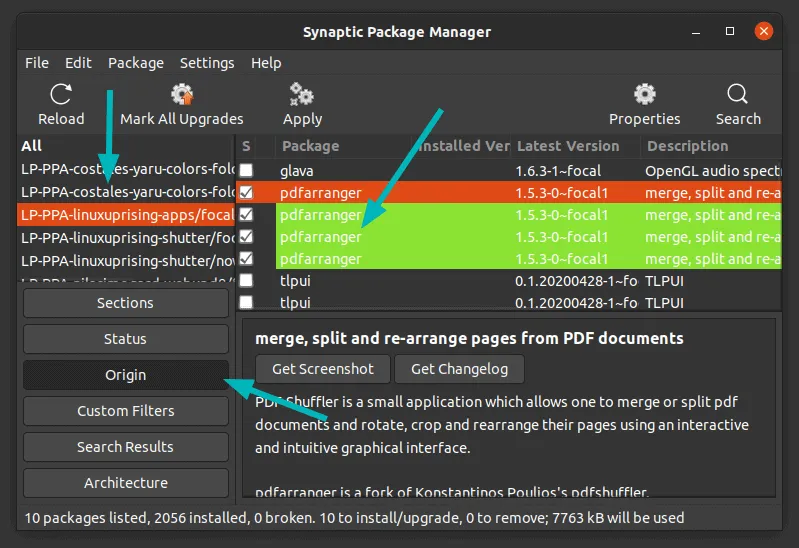 Synaptic Package Manager
File Edit Package Settings Help
Reload Mark All Upgrades Apply Properties Search
All
LP-PPA-costales-yaru-colors-fold
LP-PPA-costales-yaru-colors-fold
LP-PPA-linuxuprising-apps/focal
LP-PPA-linuxuprising-shutter/foc
LP-PPA-linuxuprising-shutter/nov
S Package Installed Ver Latest Version Description
glava 1.6.3-1~focal OpenGL audio spect
pdfarranger 1.5.3-0~focal1 merge, split and re-a
pdfarranger 1.5.3-0~focal1 merge, split and re-a
pdfarranger 1.5.3-0~focal1 merge, split and re-a
pdfarranger 1.5.3-0~focal1 merge, split and re-a
tlpui 0.1.20200428-1~fo TLPUI
tlpui 0.1.20200428-1~fo TLPUI
Sections
Status
Origin
Custom Filters
Search Results
Architecture
merge, split and re-arrange pages from PDF documents
Get Screenshot Get Changelog
PDF Shuffler is a small application which allows one to merge or split pdf
documents and rotate, crop and rearrange their pages using an interactive
and intuitive graphical interface.
pdfarranger is a fork of Konstantinos Poulios's pdfshuffler.
10 packages listed, 2056 installed, 0 broken. 10 to install/upgrade, 0 to remove; 7763 kB will be used